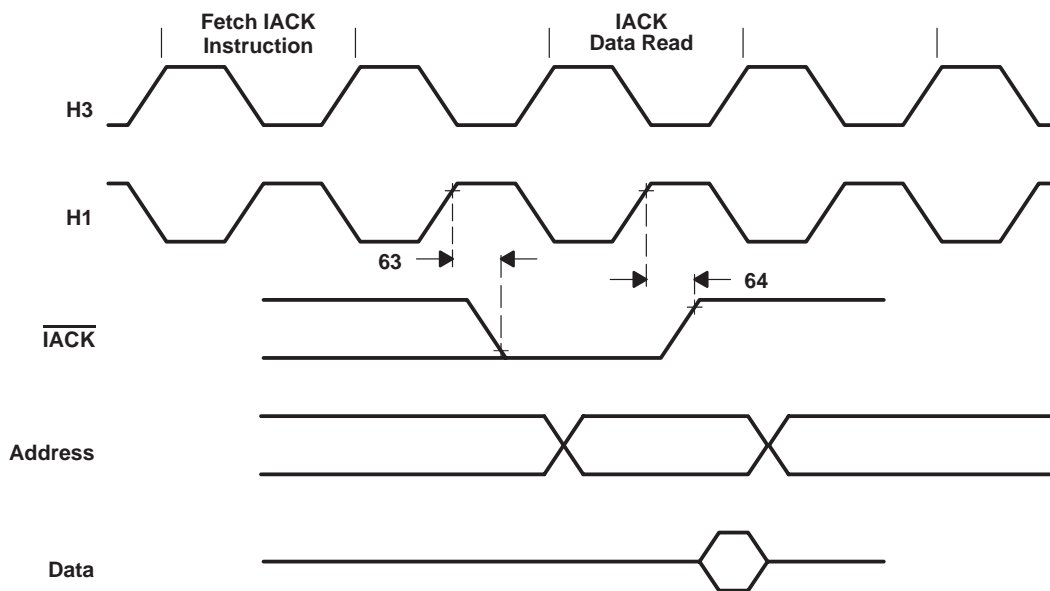 Fetch IACK
Instruction
IACK
Data Read
H3
H1
63
64
IACK
Address
Data